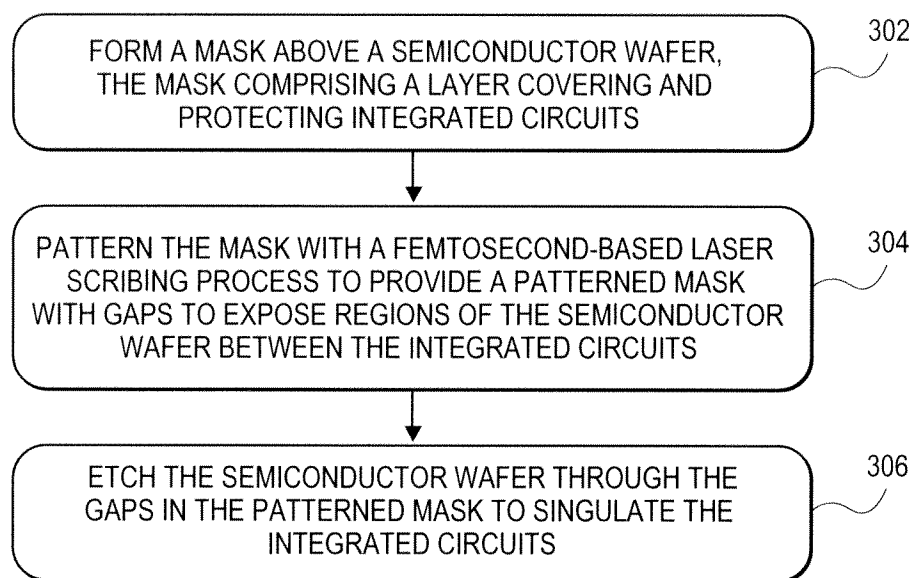 FORM A MASK ABOVE A SEMICONDUCTOR WAFER,
THE MASK COMPRISING A LAYER COVERING AND
PROTECTING INTEGRATED CIRCUITS
302
PATTERN THE MASK WITH A FEMTOSECOND-BASED LASER
SCRIBING PROCESS TO PROVIDE A PATTERNED MASK
WITH GAPS TO EXPOSE REGIONS OF THE SEMICONDUCTOR
WAFER BETWEEN THE INTEGRATED CIRCUITS
304
ETCH THE SEMICONDUCTOR WAFER THROUGH THE
GAPS IN THE PATTERNED MASK TO SINGULATE THE
INTEGRATED CIRCUITS
306